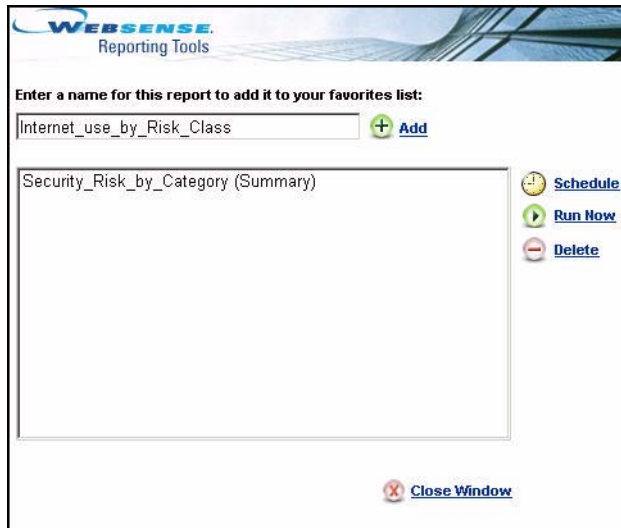 WEBSENSE.
Reporting Tools
Enter a name for this report to add it to your favorites list:
Internet_use_by_Risk_Class
Add
Security_Risk_by_Category (Summary)
Schedule
Run Now
Delete
Close Window